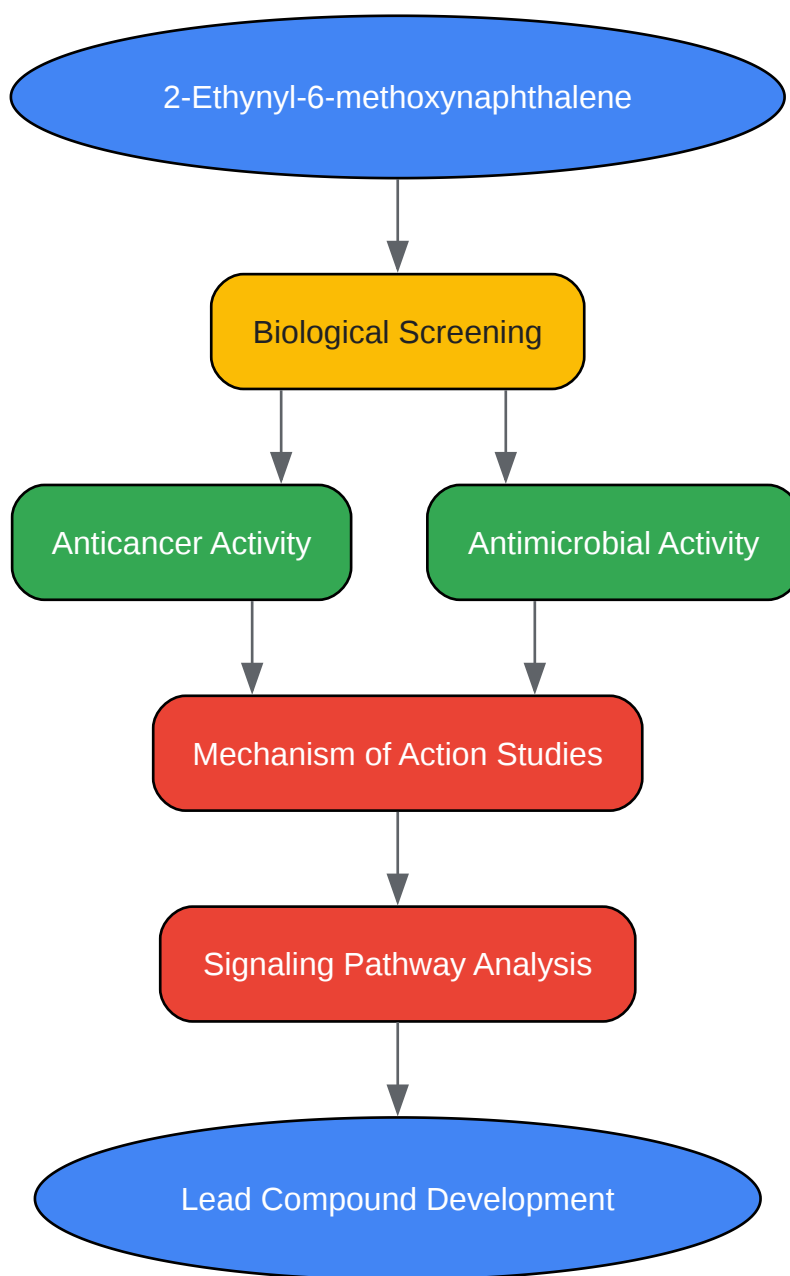 2-Ethynyl-6-methoxynaphthalene
Biological Screening
Anticancer Activity
Antimicrobial Activity
Mechanism of Action Studies
Signaling Pathway Analysis
Lead Compound Development